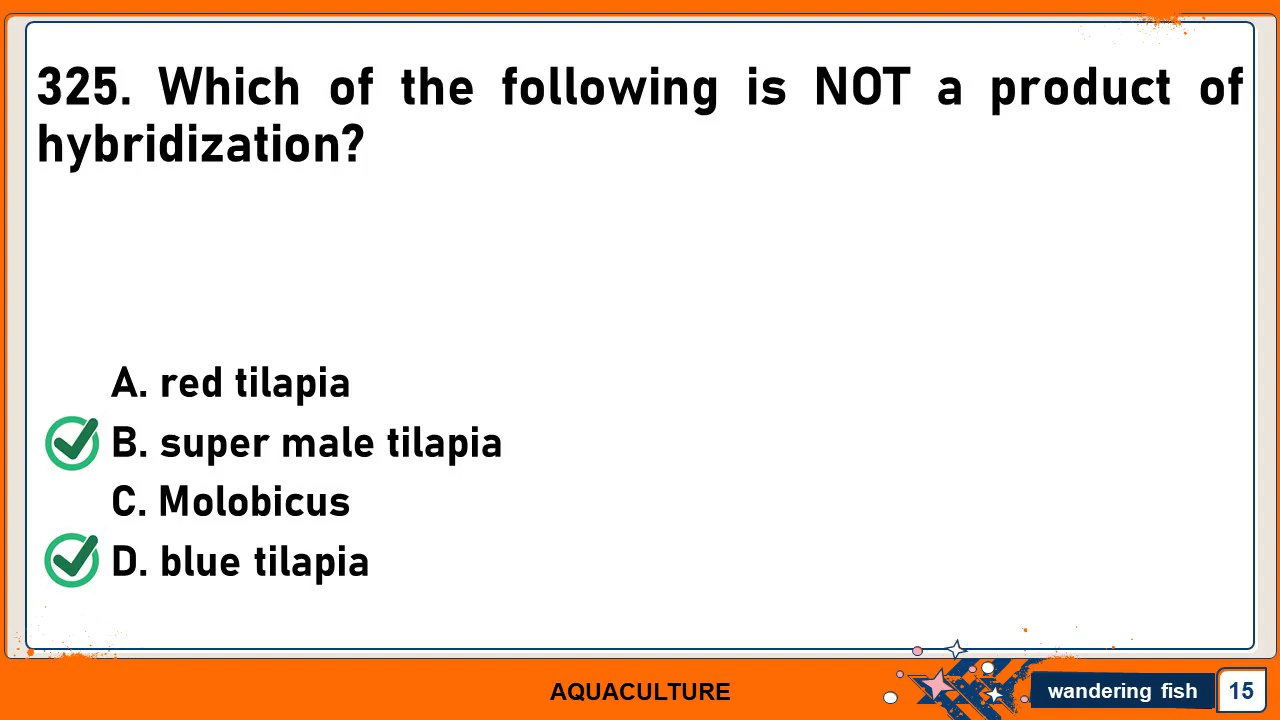 325. Which of the following is NOT a product of
hybridization?
A. red tilapia
B. super male tilapia
C. Molobicus
D. blue tilapia
AQUACULTURE
wandering fish
15